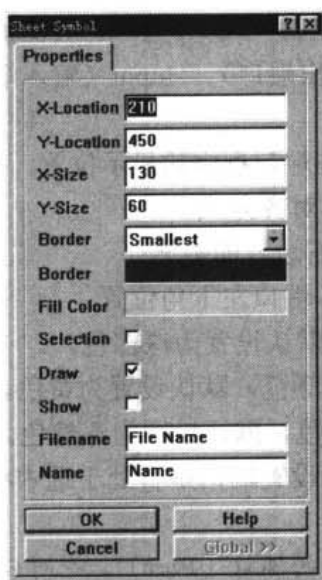 Sheet Symbol
Properties
X-Location 210
Y-Location 450
X-Size 130
Y-Size 60
Border Smallest
Border
Fill Color
Selection
Draw
Show
Filename File Name
Name Name
OK Help
Cancel Global >>